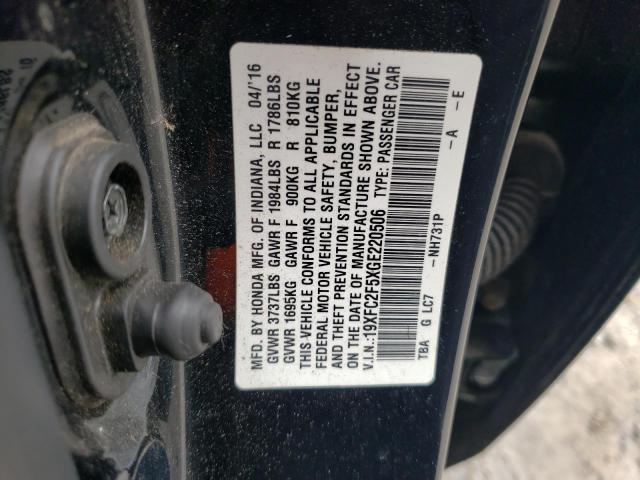 MFD. BY HONDA MFG. OF INDIANA, LLC 04/'16
GVWR 3737LBS GAWR F 1984LBS R 1786LBS
GVWR 1695KG GAWR F 900KG R 810KG
THIS VEHICLE CONFORMS TO ALL APPLICABLE
FEDERAL MOTOR VEHICLE SAFETY, BUMPER,
AND THEFT PREVENTION STANDARDS IN EFFECT
ON THE DATE OF MANUFACTURE SHOWN ABOVE.
V.I.N.:19XFC2F5XGE220506 TYPE: PASSENGER CAR
-NH731P -A -E
TBA G LC7